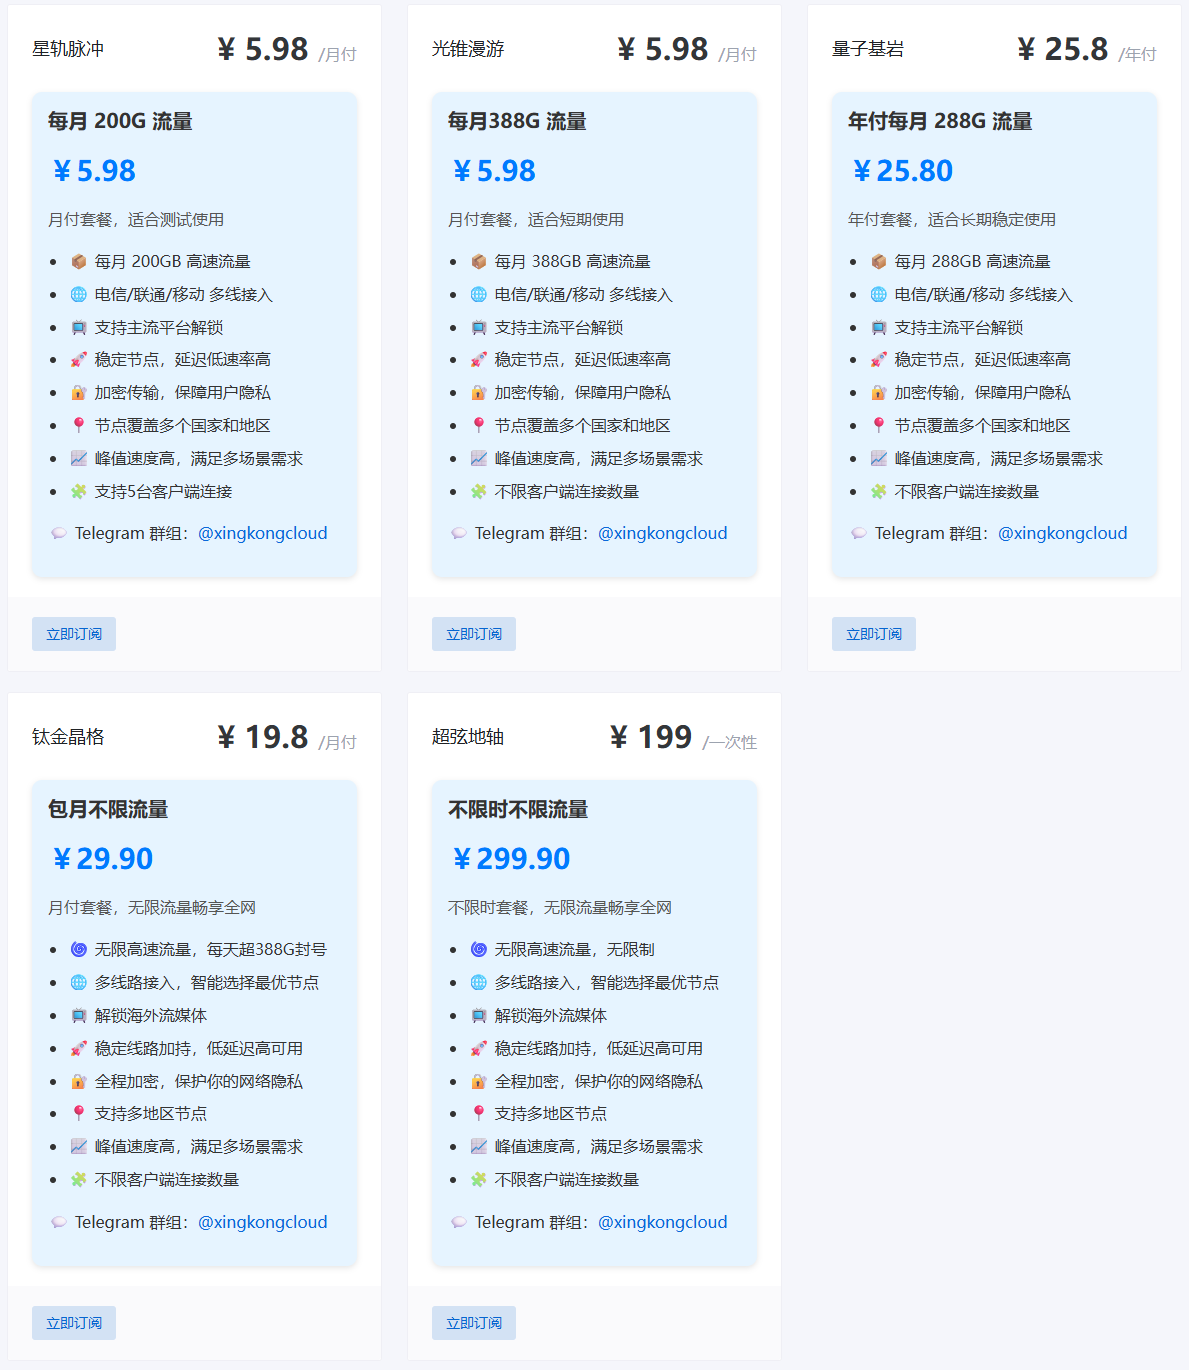 星轨脉冲
¥ 5.98 /月付
每月 200G 流量
¥5.98
月付套餐，适合测试使用
每月 200GB 高速流量
电信/联通/移动 多线接入
支持主流平台解锁
稳定节点，延迟低速率高
加密传输，保障用户隐私
节点覆盖多个国家和地区
峰值速度高，满足多场景需求
支持5台客户端连接
Telegram 群组：@xingkongcloud
立即订阅
光锥漫游
¥ 5.98 /月付
每月388G 流量
¥5.98
月付套餐，适合短期使用
每月 388GB 高速流量
电信/联通/移动 多线接入
支持主流平台解锁
稳定节点，延迟低速率高
加密传输，保障用户隐私
节点覆盖多个国家和地区
峰值速度高，满足多场景需求
不限客户端连接数量
Telegram 群组：@xingkongcloud
立即订阅
量子基岩
¥ 25.8 /年付
年付每月 288G 流量
¥25.80
年付套餐，适合长期稳定使用
每月 288GB 高速流量
电信/联通/移动 多线接入
支持主流平台解锁
稳定节点，延迟低速率高
加密传输，保障用户隐私
节点覆盖多个国家和地区
峰值速度高，满足多场景需求
不限客户端连接数量
Telegram 群组：@xingkongcloud
立即订阅
钛金晶格
¥ 19.8 /月付
包月不限流量
¥29.90
月付套餐，无限流量畅享全网
无限高速流量，每天超388G封号
多线路接入，智能选择最优节点
解锁海外流媒体
稳定线路加持，低延迟高可用
全程加密，保护你的网络隐私
支持多地区节点
峰值速度高，满足多场景需求
不限客户端连接数量
Telegram 群组：@xingkongcloud
立即订阅
超弦地轴
¥ 199 /一次性
不限时不限流量
¥299.90
不限时套餐，无限流量畅享全网
无限高速流量，无限制
多线路接入，智能选择最优节点
解锁海外流媒体
稳定线路加持，低延迟高可用
全程加密，保护你的网络隐私
支持多地区节点
峰值速度高，满足多场景需求
不限客户端连接数量
Telegram 群组：@xingkongcloud
立即订阅